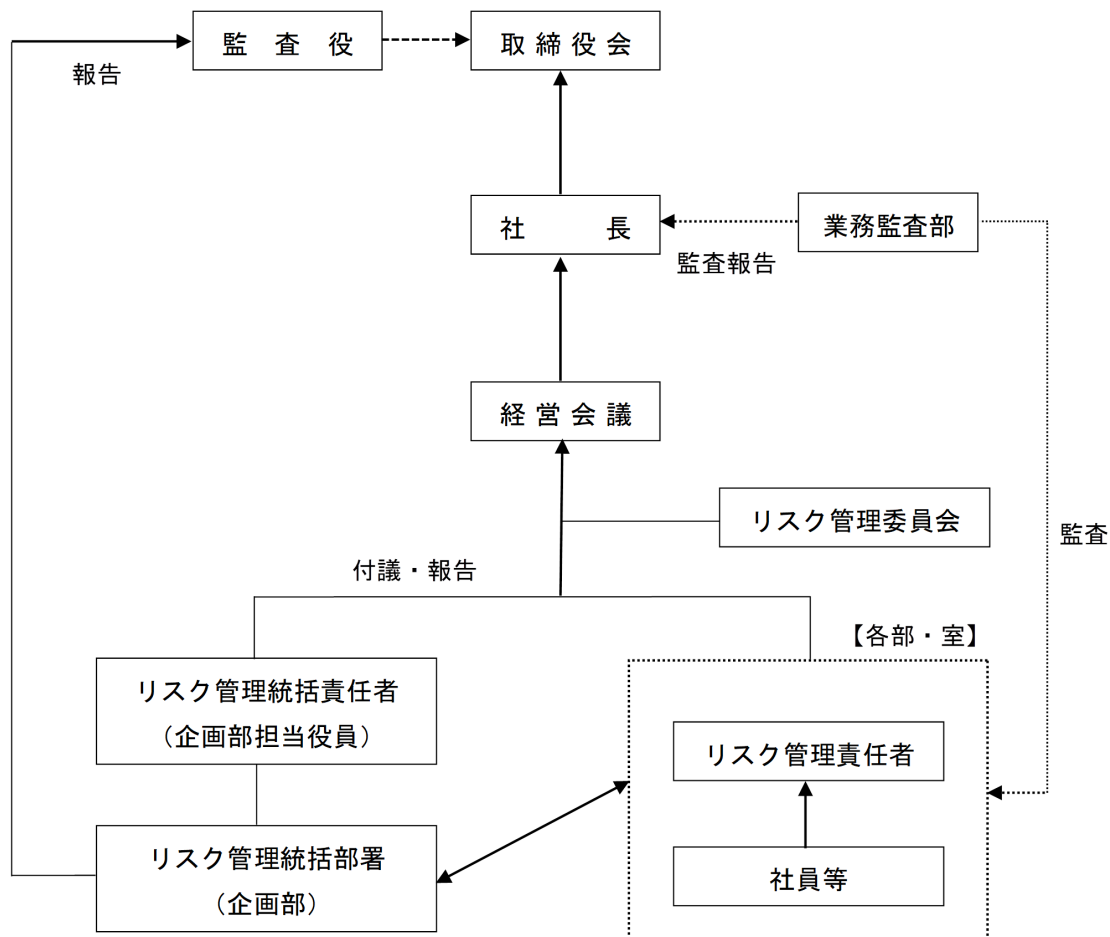 監査役
取締役会
報告
社長
業務監査部
監査報告
経営会議
リスク管理委員会
監査
付議・報告
【各部・室】
リスク管理統括責任者
（企画部担当役員）
リスク管理責任者
リスク管理統括部署
（企画部）
社員等